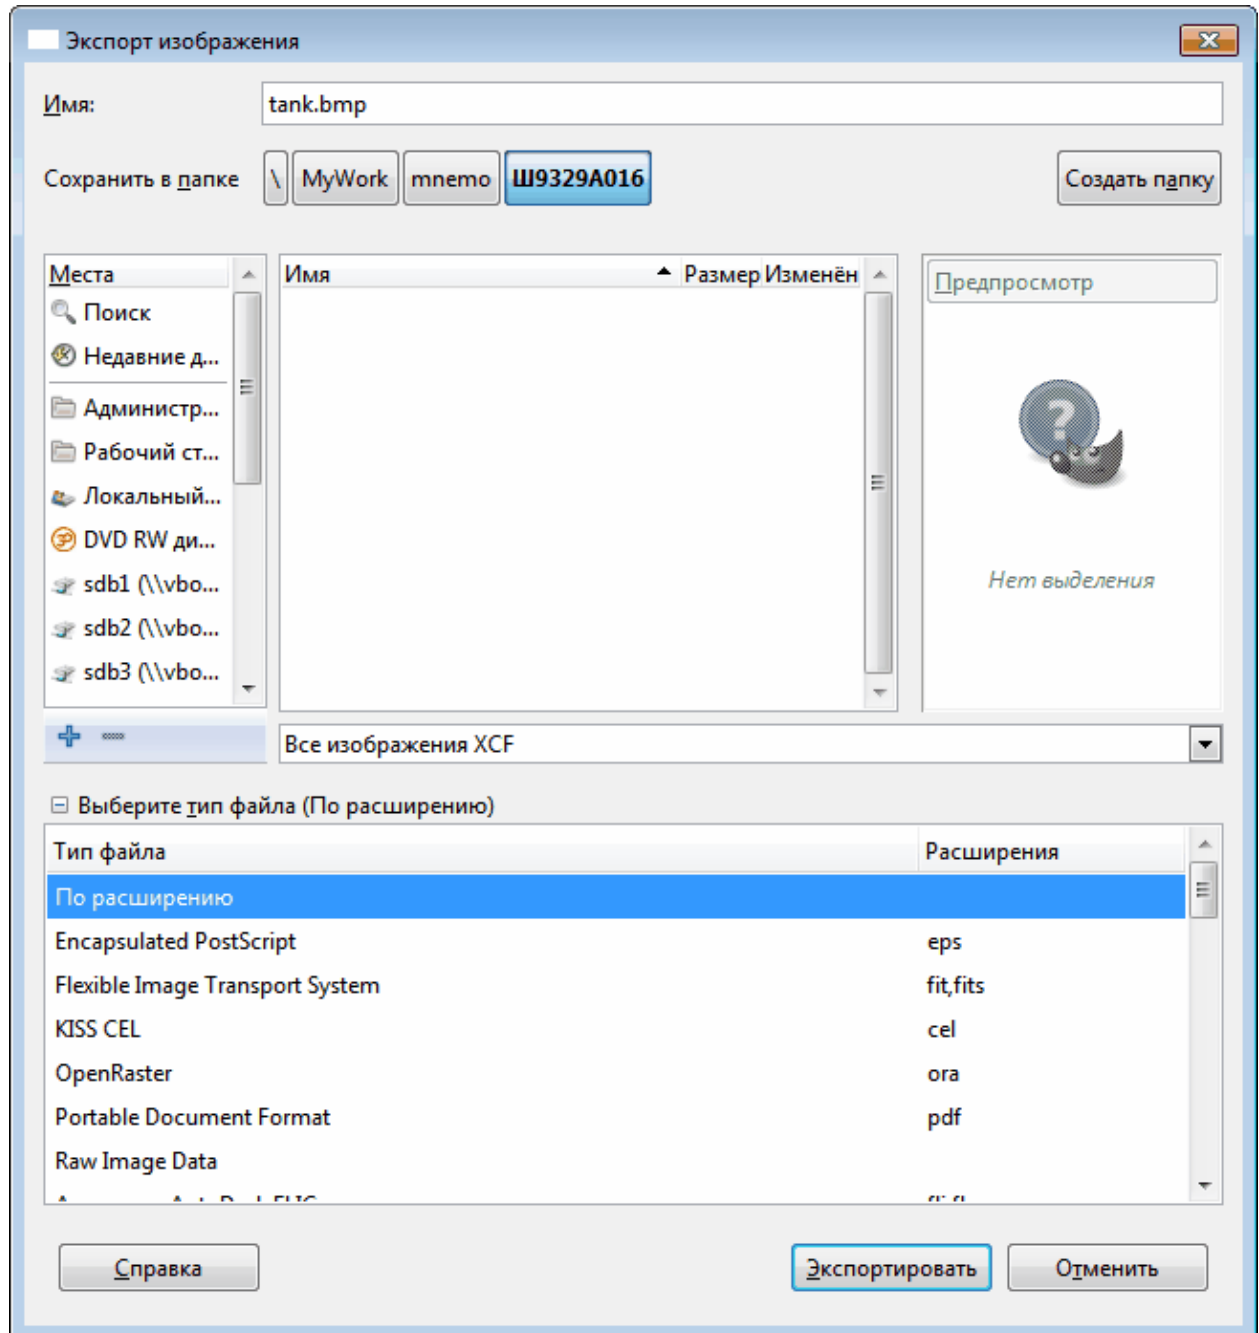 Экспорт изображения
Имя: tank.bmp
Сохранить в папке \ MyWork mnemo Ш9329А016 Создать папку
Места Имя Размер Изменён Предпросмотр
Поиск
Недавние д...
Администр...
Рабочий ст...
Локальный...
DVD RW ди...
sdb1 (\\vbo...
Нет выделения
sdb2 (\\vbo...
sdb3 (\\vbo...
Все изображения XCF
Выберите тип файла (По расширению)
Тип файла Расширения
По расширению
Encapsulated PostScript eps
Flexible Image Transport System fit,fits
KISS CEL cel
OpenRaster ora
Portable Document Format pdf
Raw Image Data
Справка Экспортировать Отменить